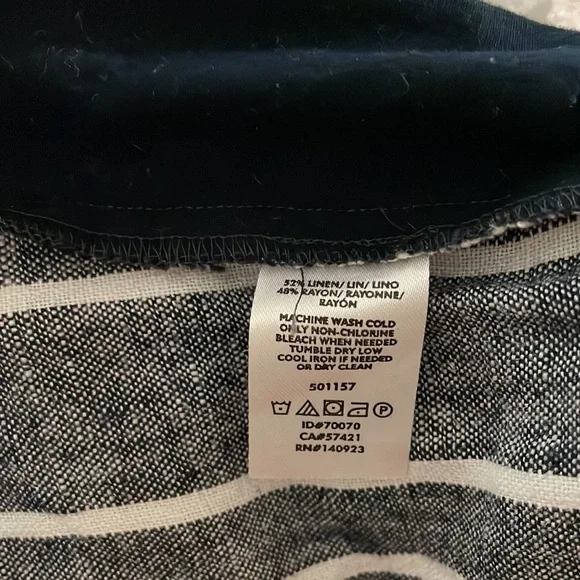 52% LINEN/ LIN/ LINO
48% RAYON/ RAYONNE/
RAYÓN
MACHINE WASH COLD
ONLY NON-CHLORINE
BLEACH WHEN NEEDED
TUMBLE DRY LOW
COOL IRON IF NEEDED
OR DRY CLEAN
501157
P
ID#70070
CA#57421
RN#140923